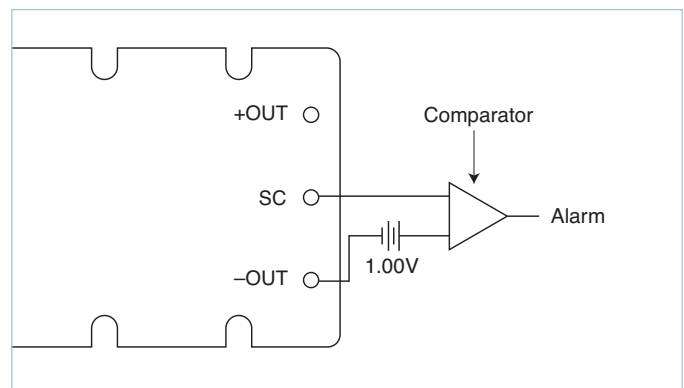 +OUT
Comparator
SC
Alarm
–OUT
1.00V